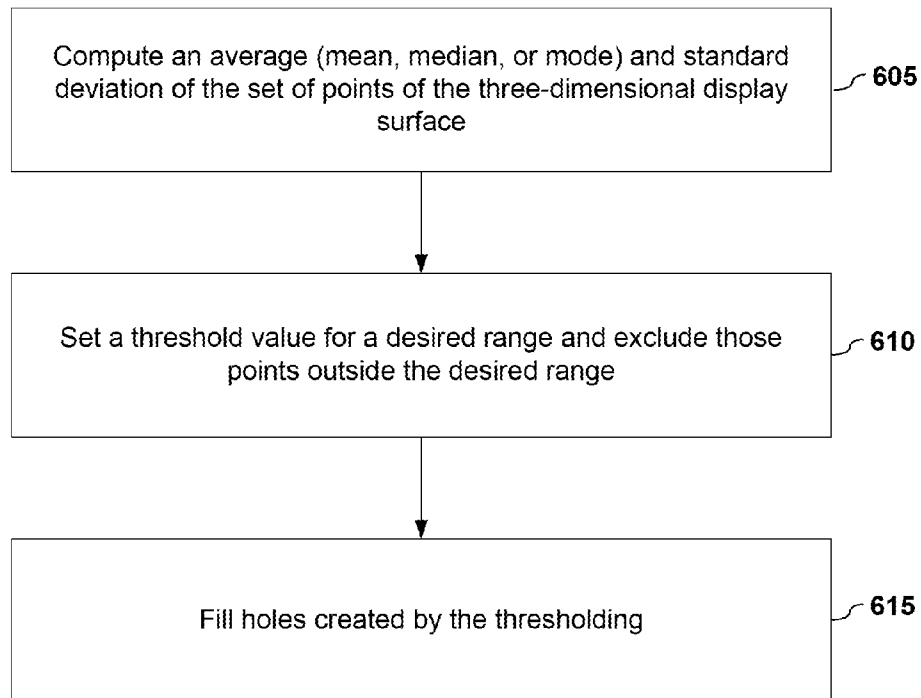 Compute an average (mean, median, or mode) and standard
deviation of the set of points of the three-dimensional display
surface
605
Set a threshold value for a desired range and exclude those
points outside the desired range
610
Fill holes created by the thresholding
615